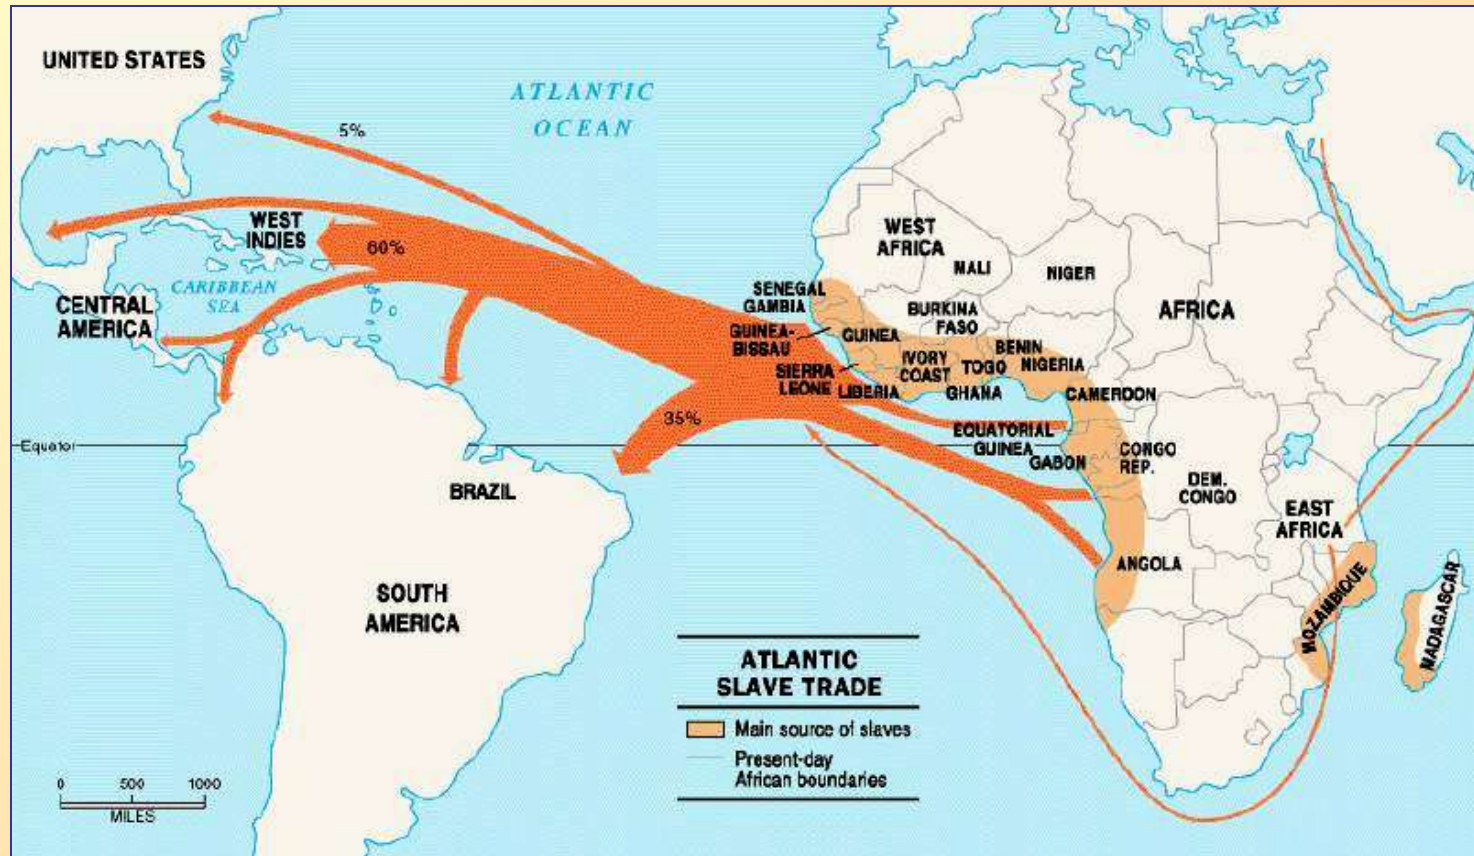 UNITED STATES
ATLANTIC
OCEAN
5%
WEST
INDIES
60%
CARIBBEAN
SEA
CENTRAL
AMERICA
WEST
AFRICA
MALI
NIGER
SENEGAL
GAMBIA
BURKINA
FASO
AFRICA
GUINEA-
BISSAU
GUINEA
IVORY
COAST
TOGO
BENIN
NIGERIA
SIERRA
LEONE
LIBERIA
GHANA
CAMERDON
35%
Equator
EQUATORIAL
GUINEA
GABON
CONGO
REP.
DEM.
CONGO
BRAZIL
EAST
AFRICA
ANGOLA
SOUTH
AMERICA
MOZAMBIQUE
MADAGASCAR
ATLANTIC
SLAVE TRADE
Main source of slaves
Present-day
African boundaries
0 500 1000
MILES